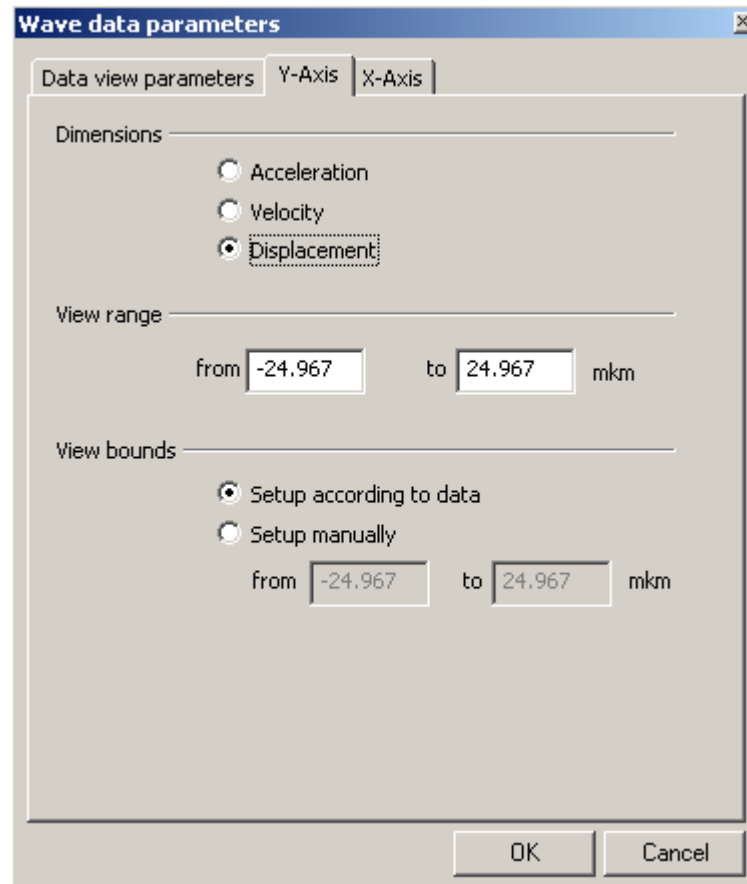 Wave data parameters
Data view parameters Y-Axis X-Axis
Dimensions
Acceleration
Velocity
Displacement
View range
from -24.967 to 24.967 mkm
View bounds
Setup according to data
Setup manually
from -24.967 to 24.967 mkm
OK Cancel